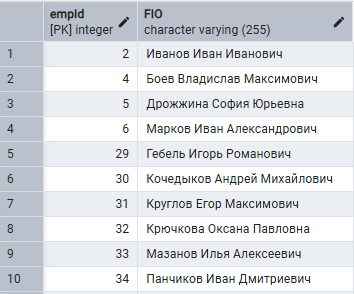 empId FIO
[PK] integer character varying (255)
1 2 Иванов Иван Иванович
2 4 Боев Владислав Максимович
3 5 Дрожжина София Юрьевна
4 6 Марков Иван Александрович
5 29 Гебель Игорь Романович
6 30 Кочедыков Андрей Михайлович
7 31 Круглов Егор Максимович
8 32 Крючкова Оксана Павловна
9 33 Мазанов Илья Алексеевич
10 34 Панчиков Иван Дмитриевич